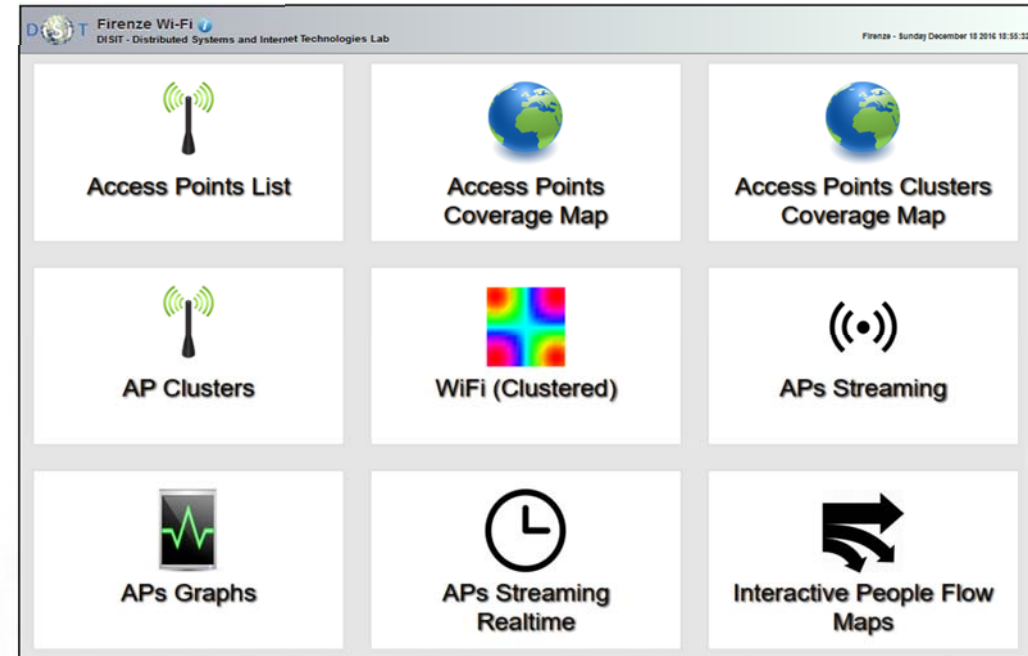 DISIT Firenze Wi-Fi i
DISIT - Distributed Systems and Internet Technologies Lab
Firenze - Sunday December 18 2016 18:55:32
Access Points List
Access Points
Coverage Map
Access Points Clusters
Coverage Map
AP Clusters
WiFi (Clustered)
APs Streaming
APs Graphs
APs Streaming
Realtime
Interactive People Flow
Maps